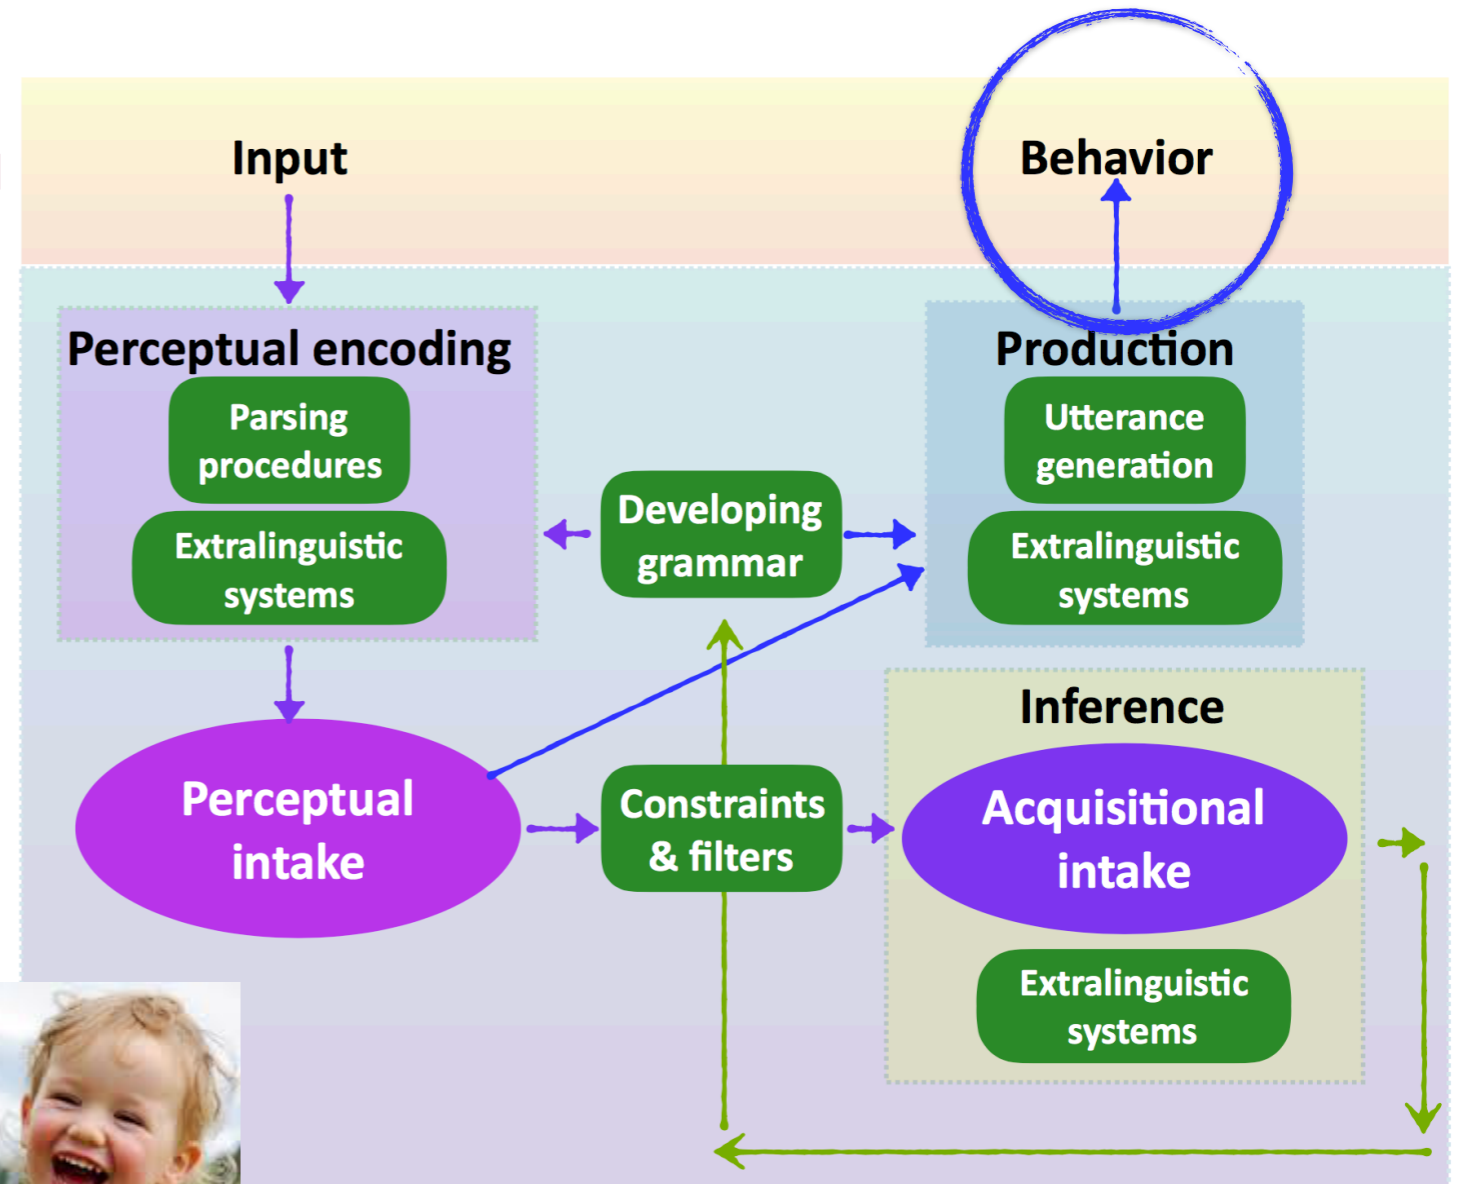 Input
Behavior
Perceptual encoding
Parsing
procedures
Extralinguistic
systems
Developing
grammar
Production
Utterance
generation
Extralinguistic
systems
Perceptual
intake
Constraints
& filters
Inference
Acquisitional
intake
Extralinguistic
systems